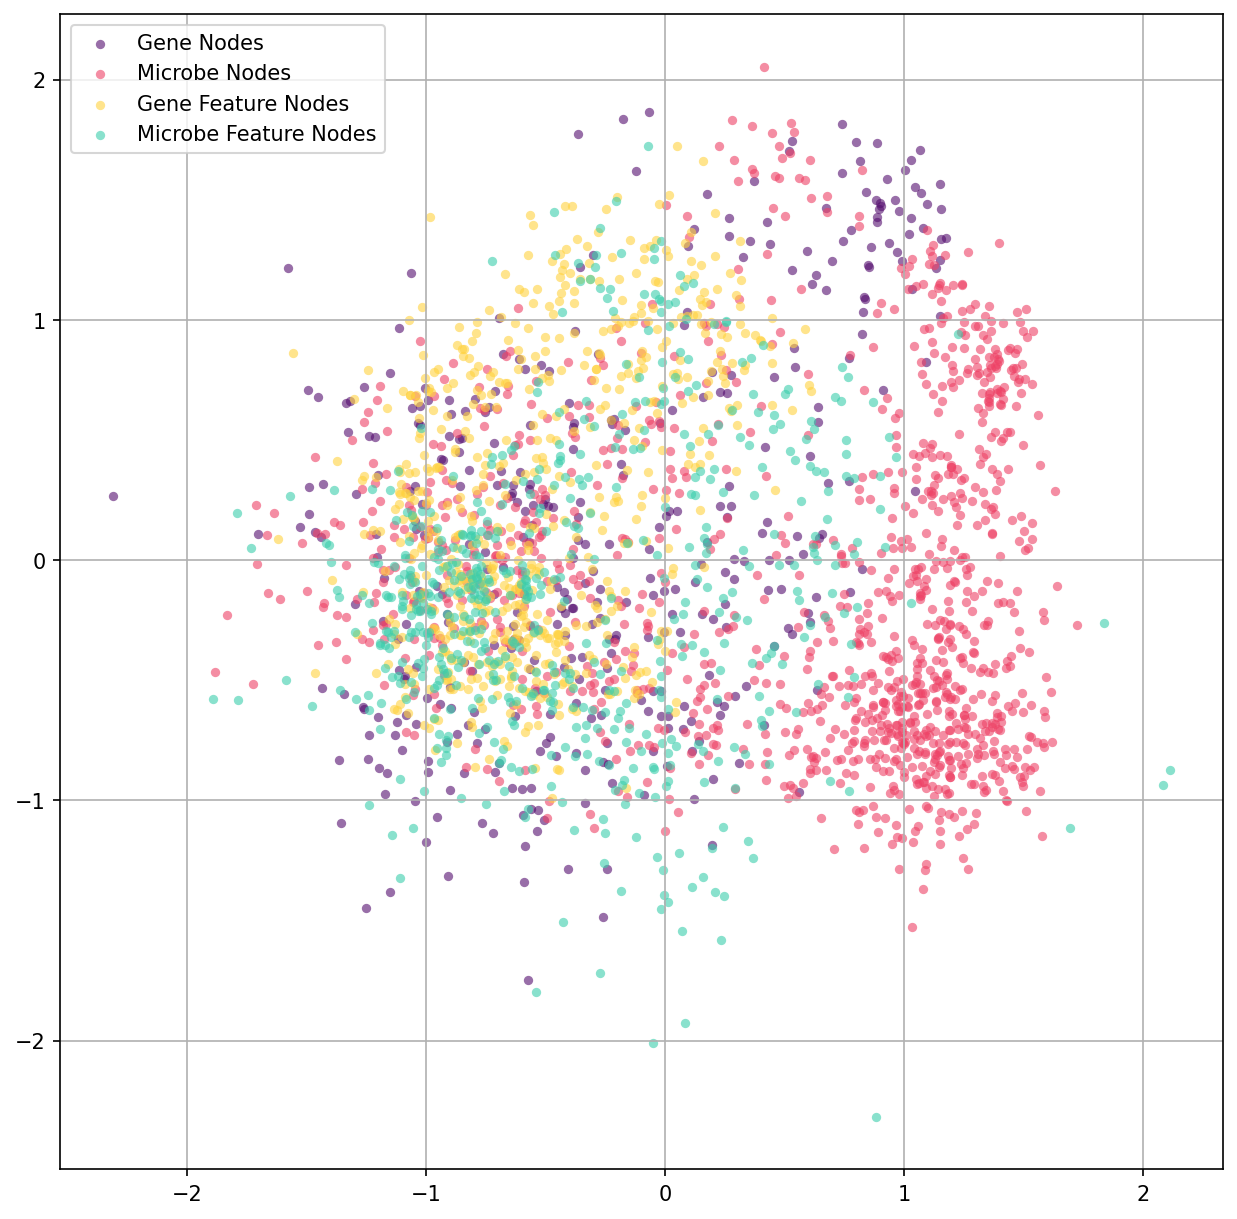 Gene Nodes
Microbe Nodes
Gene Feature Nodes
Microbe Feature Nodes
2
1
0
−1
−2
−2 −1 0 1 2